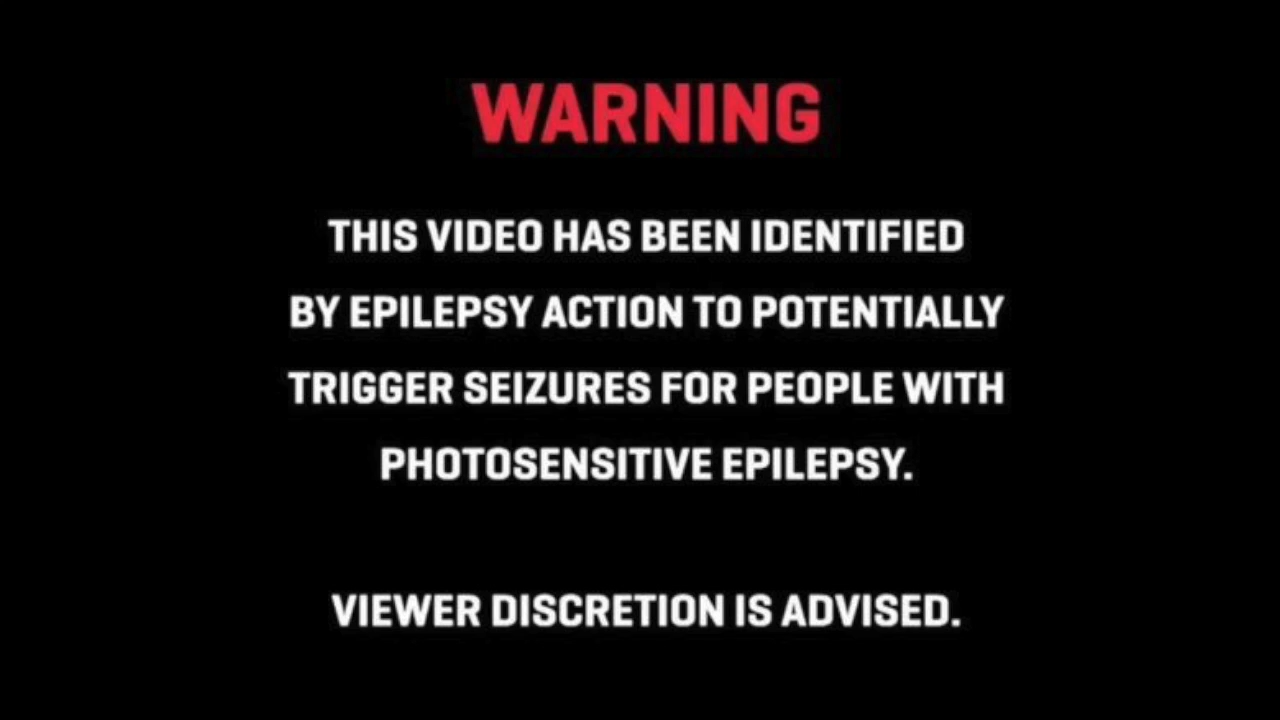 WARNING
THIS VIDEO HAS BEEN IDENTIFIED
BY EPILEPSY ACTION TO POTENTIALLY
TRIGGER SEIZURES FOR PEOPLE WITH
PHOTOSENSITIVE EPILEPSY.
VIEWER DISCRETION IS ADVISED.